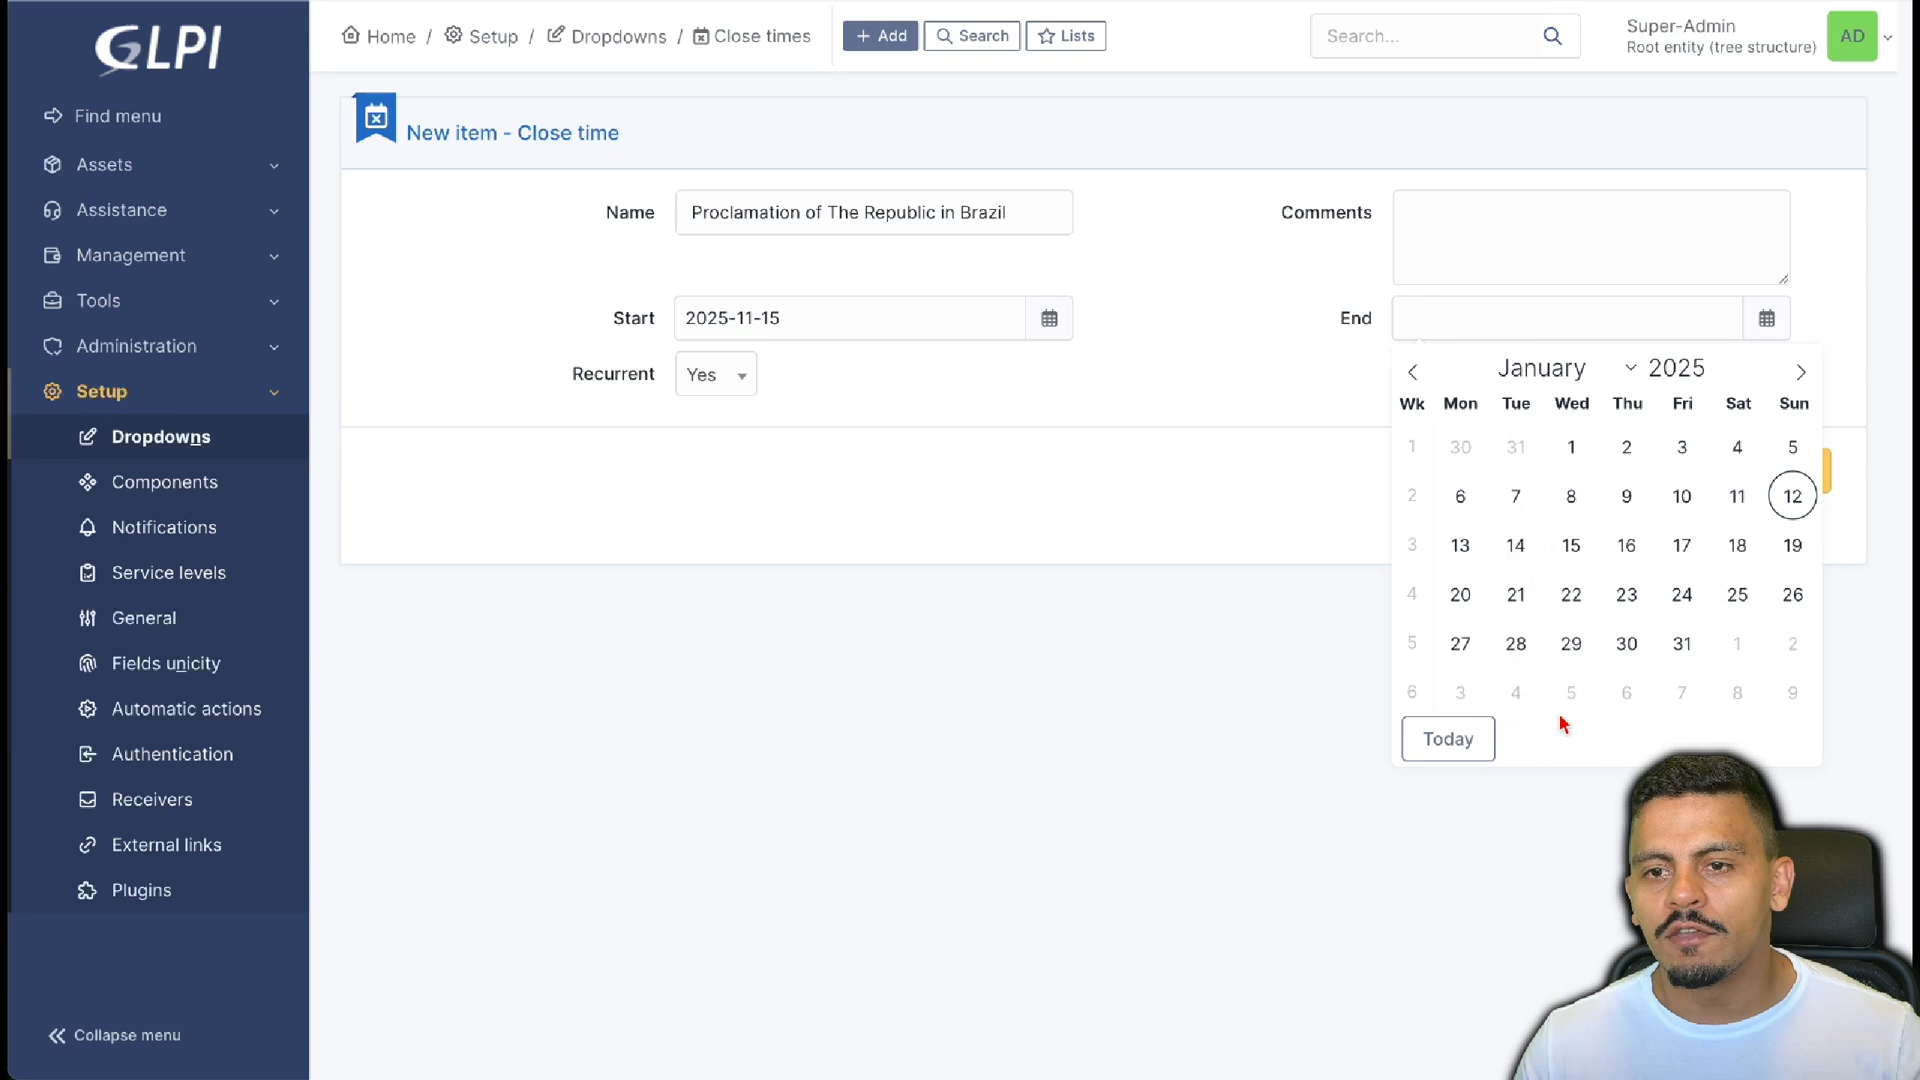 GLPI
Home / Setup / Dropdowns / Close times
Add
Search
Lists
Search...
Super-Admin
Root entity (tree structure)
AD
Find menu
Assets
Assistance
Management
Tools
Administration
Setup
Dropdowns
Components
Notifications
Service levels
General
Fields unicity
Automatic actions
Authentication
Receivers
External links
Plugins
Collapse menu
New item - Close time
Name
Proclamation of The Republic in Brazil
Comments
Start
2025-11-15
End
Recurrent
Yes
January 2025
Wk Mon Tue Wed Thu Fri Sat Sun
1 30 31 1 2 3 4 5
2 6 7 8 9 10 11 12
3 13 14 15 16 17 18 19
4 20 21 22 23 24 25 26
5 27 28 29 30 31 1 2
6 3 4 5 6 7 8 9
Today